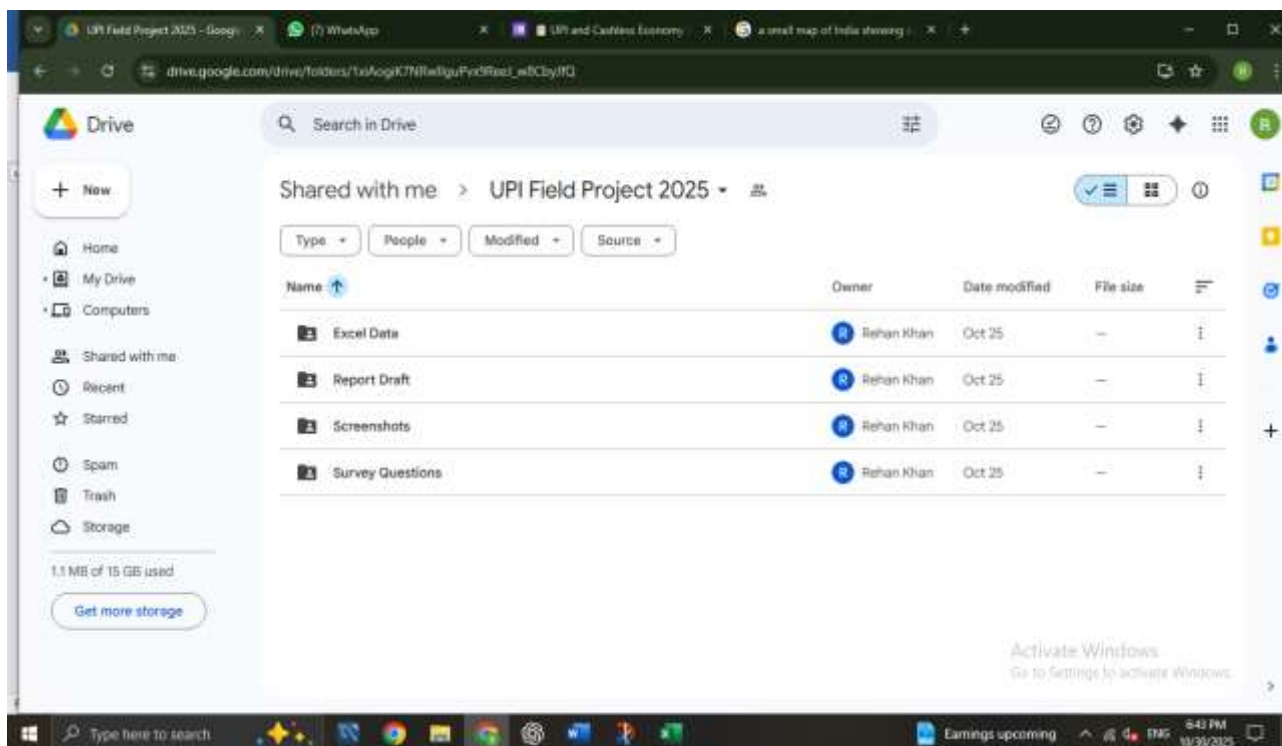 UPI Field Project 2025 - Googl
(7) WhatsApp
UPI and Cashless Economy
a small map of India showing
drive.google.com/drive/folders/
Drive
Search in Drive
New
Shared with me > UPI Field Project 2025
Type
People
Modified
Source
Home
My Drive
Computers
Shared with me
Recent
Starred
Spam
Trash
Storage
1.1 MB of 15 GB used
Get more storage
Name Owner Date modified File size
Excel Data R Rehan Khan Oct 25 —
Report Draft R Rehan Khan Oct 25 —
Screenshots R Rehan Khan Oct 25 —
Survey Questions R Rehan Khan Oct 25 —
R
Activate Windows
Go to Settings to activate Windows.
Type here to search
Earnings upcoming
ENG
6:43 PM
10/30/2025